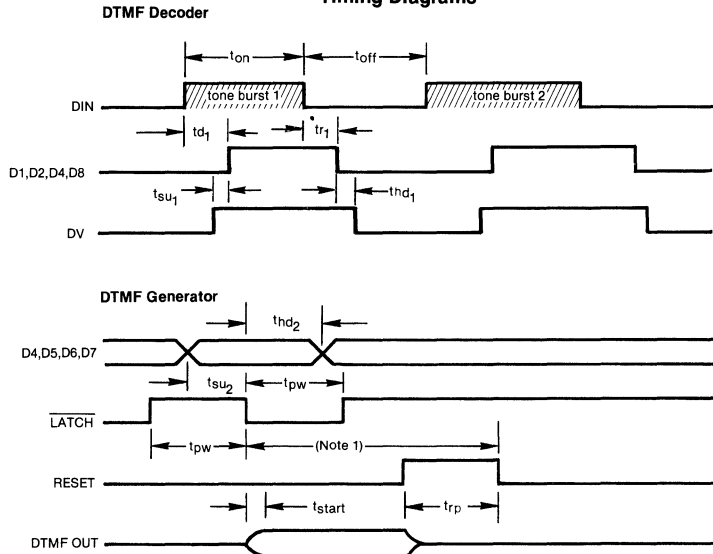 Timing Diagrams
DTMF Decoder
ton
toff
DIN
tone burst 1
tone burst 2
td1
tr1
D1,D2,D4,D8
tsu1
thd1
DV
DTMF Generator
thd2
D4,D5,D6,D7
tsu2
tpw
LATCH
tpw
(Note 1)
RESET
tstart
trp
DTMF OUT